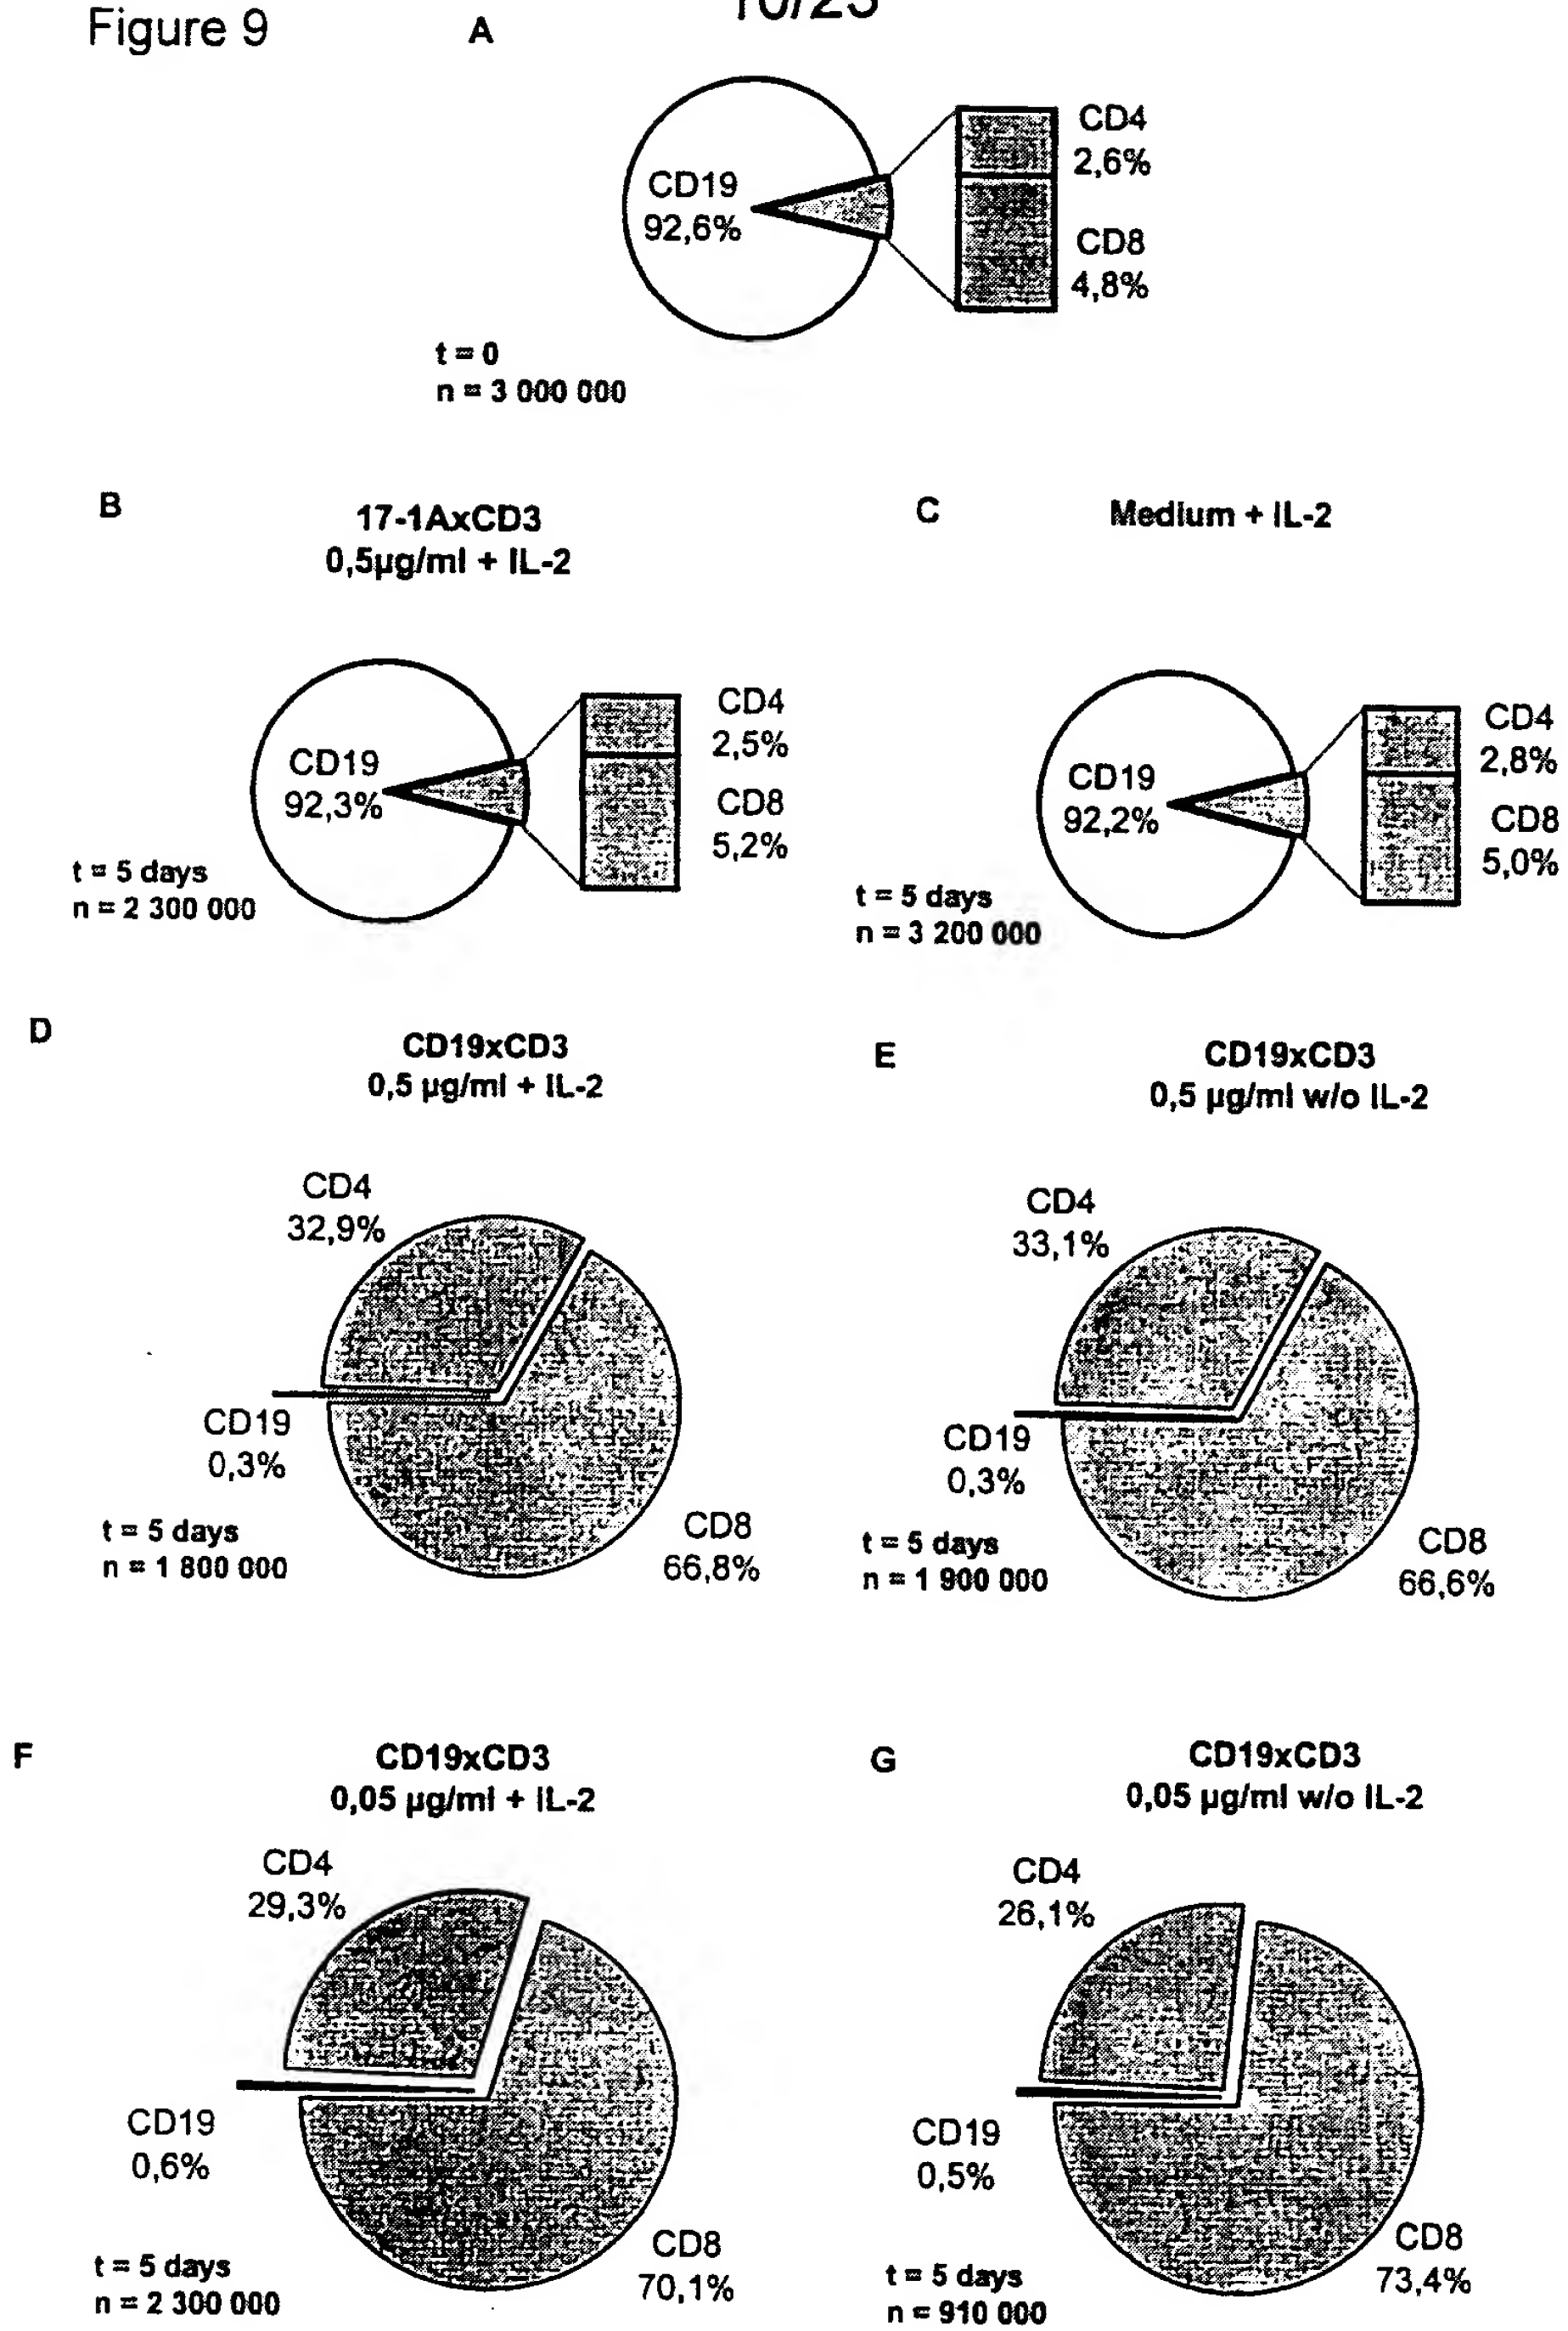 Figure 9
10/23
A
CD19
92,6%
CD4
2,6%
CD8
4,8%
t = 0
n = 3 000 000
B
17-1AxCD3
0,5µg/ml + IL-2
CD19
92,3%
CD4
2,5%
CD8
5,2%
t = 5 days
n = 2 300 000
C
Medium + IL-2
CD19
92,2%
CD4
2,8%
CD8
5,0%
t = 5 days
n = 3 200 000
D
CD19xCD3
0,5 µg/ml + IL-2
CD4
32,9%
CD19
0,3%
CD8
66,8%
t = 5 days
n = 1 800 000
E
CD19xCD3
0,5 µg/ml w/o IL-2
CD4
33,1%
CD19
0,3%
CD8
66,6%
t = 5 days
n = 1 900 000
F
CD19xCD3
0,05 µg/ml + IL-2
CD4
29,3%
CD19
0,6%
CD8
70,1%
t = 5 days
n = 2 300 000
G
CD19xCD3
0,05 µg/ml w/o IL-2
CD4
26,1%
CD19
0,5%
CD8
73,4%
t = 5 days
n = 910 000